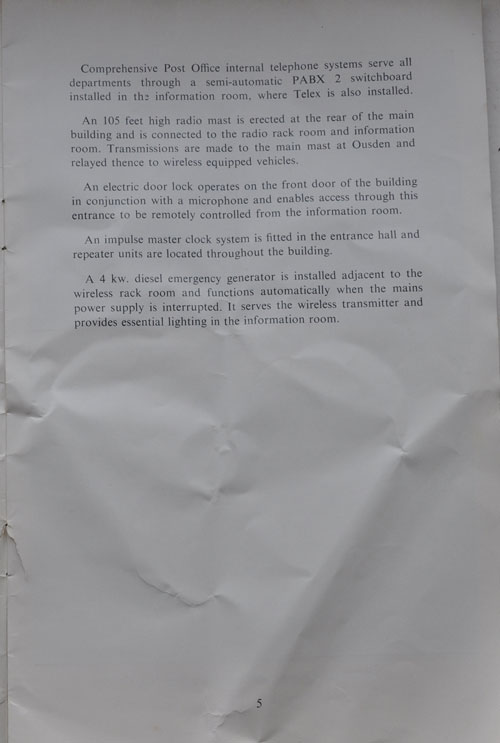 Comprehensive Post Office internal telephone systems serve all
departments through a semi-automatic PABX 2 switchboard
installed in the information room, where Telex is also installed.
An 105 feet high radio mast is erected at the rear of the main
building and is connected to the radio rack room and information
room. Transmissions are made to the main mast at Ousden and
relayed thence to wireless equipped vehicles.
An electric door lock operates on the front door of the building
in conjunction with a microphone and enables access through this
entrance to be remotely controlled from the information room.
An impulse master clock system is fitted in the entrance hall and
repeater units are located throughout the building.
A 4 kw. diesel emergency generator is installed adjacent to the
wireless rack room and functions automatically when the mains
power supply is interrupted. It serves the wireless transmitter and
provides essential lighting in the information room.
5